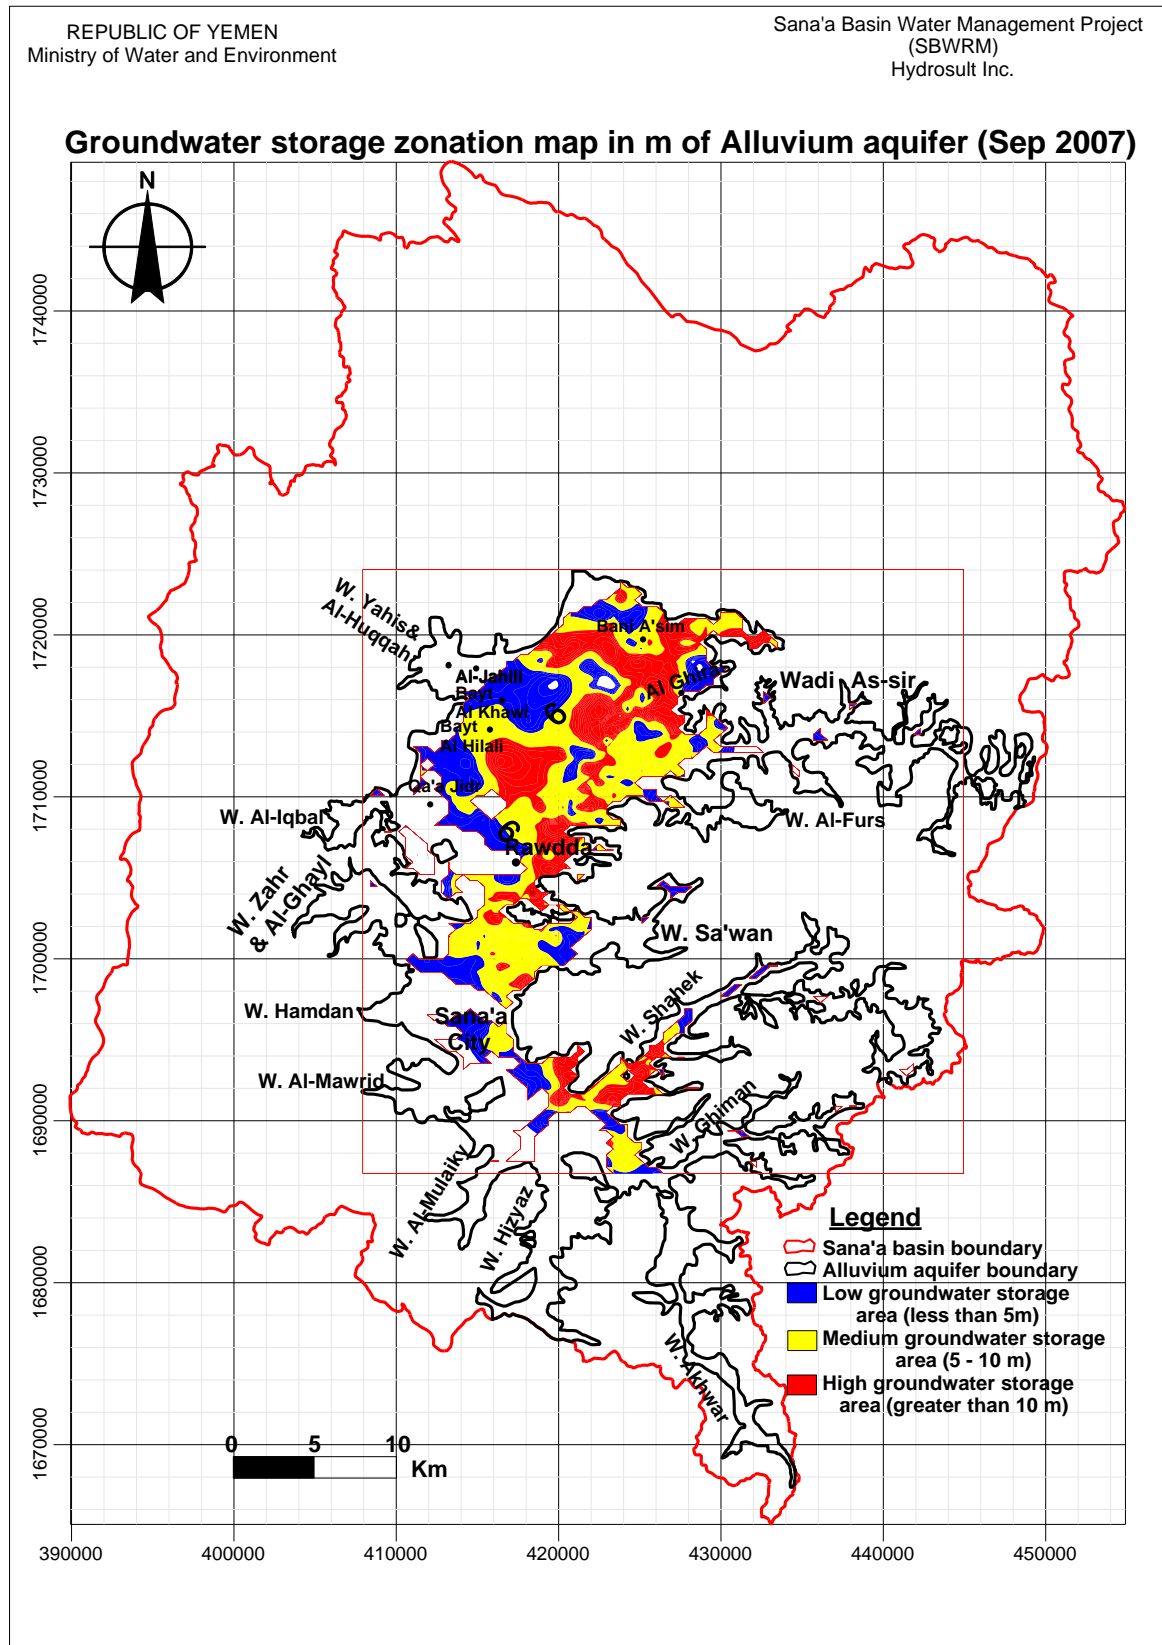 REPUBLIC OF YEMEN
Ministry of Water and Environment
Sana'a Basin Water Management Project
(SBWRM)
Hydrosult Inc.
Groundwater storage zonation map in m of Alluvium aquifer (Sep 2007)
N
1740000
1730000
1720000
1710000
1700000
1690000
1680000
1670000
W. Yahis&
Al-Huqqah
Bani A'sim
Al-Jahili
Bayt
Al Khawi
Bayt
Al Hilali
Al Ghiras
Wadi As-sir
6
Qa'a Jidr
W. Al-Iqbal
W. Al-Furs
6
Rawdda
W. Zahr
& Al-Ghayl
W. Sa'wan
W. Hamdan
Sana'a
City
W. Shahek
W. Al-Mawrid
W. Ghiman
W. Al-Mulaiky
W. Hizyaz
W. Akhwar
Legend
Sana'a basin boundary
Alluvium aquifer boundary
Low groundwater storage
area (less than 5m)
Medium groundwater storage
area (5 - 10 m)
High groundwater storage
area (greater than 10 m)
0 5 10
Km
390000 400000 410000 420000 430000 440000 450000